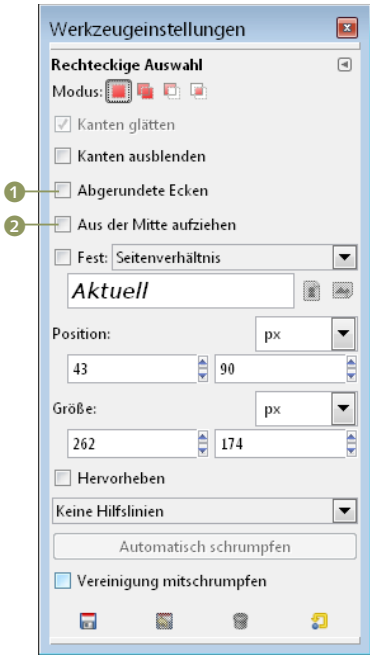 Werkzeugeinstellungen
Rechteckige Auswahl
Modus:
Kanten glätten
Kanten ausblenden
1 Abgerundete Ecken
2 Aus der Mitte aufziehen
Fest: Seitenverhältnis
Aktuell
Position: px
43 90
Größe: px
262 174
Hervorheben
Keine Hilfslinien
Automatisch schrumpfen
Vereinigung mitschrumpfen